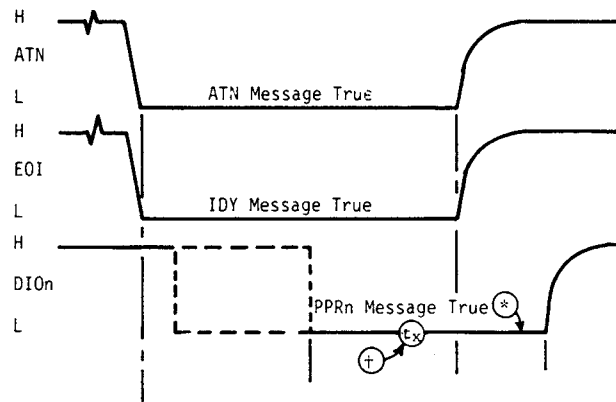 H
ATN
L
ATN Message True
H
EOI
L
IDY Message True
H
DIOn
L
PPRn Message True
*
tx
†